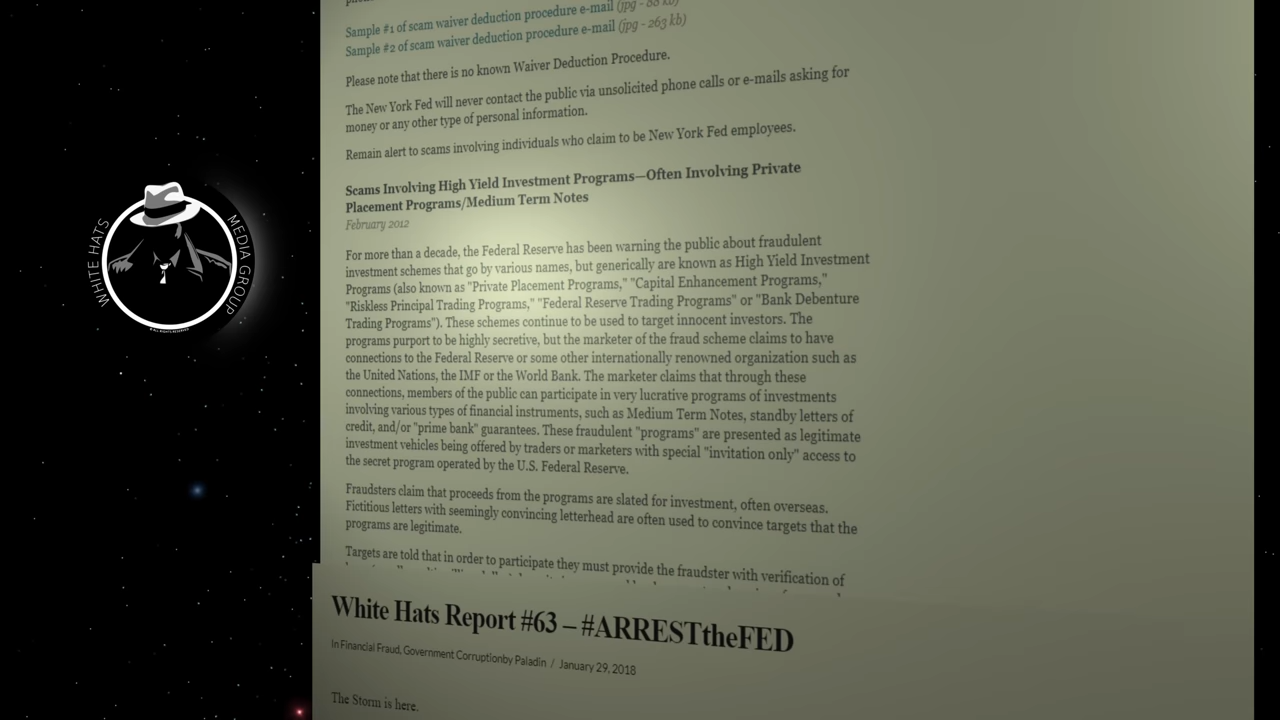 Sample #1 of scam waiver deduction procedure e-mail (jpg - 88 kb)
Sample #2 of scam waiver deduction procedure e-mail (jpg - 263 kb)
Please note that there is no known Waiver Deduction Procedure.
The New York Fed will never contact the public via unsolicited phone calls or e-mails asking for
money or any other type of personal information.
Remain alert to scams involving individuals who claim to be New York Fed employees.
Scams Involving High Yield Investment Programs—Often Involving Private
Placement Programs/Medium Term Notes
February 2012
For more than a decade, the Federal Reserve has been warning the public about fraudulent
investment schemes that go by various names, but generically are known as High Yield Investment
Programs (also known as "Private Placement Programs," "Capital Enhancement Programs,"
"Riskless Principal Trading Programs," "Federal Reserve Trading Programs" or "Bank Debenture
Trading Programs"). These schemes continue to be used to target innocent investors. The
programs purport to be highly secretive, but the marketer of the fraud scheme claims to have
connections to the Federal Reserve or some other internationally renowned organization such as
the United Nations, the IMF or the World Bank. The marketer claims that through these
connections, members of the public can participate in very lucrative programs of investments
involving various types of financial instruments, such as Medium Term Notes, standby letters of
credit, and/or "prime bank" guarantees. These fraudulent "programs" are presented as legitimate
investment vehicles being offered by traders or marketers with special "invitation only" access to
the secret program operated by the U.S. Federal Reserve.
Fraudsters claim that proceeds from the programs are slated for investment, often overseas.
Fictitious letters with seemingly convincing letterhead are often used to convince targets that the
programs are legitimate.
Targets are told that in order to participate they must provide the fraudster with verification of
WHITE HATS
MEDIA GROUP
White Hats Report #63 – #ARRESTtheFED
In Financial Fraud, Government Corruptionby Paladin / January 29, 2018
The Storm is here.